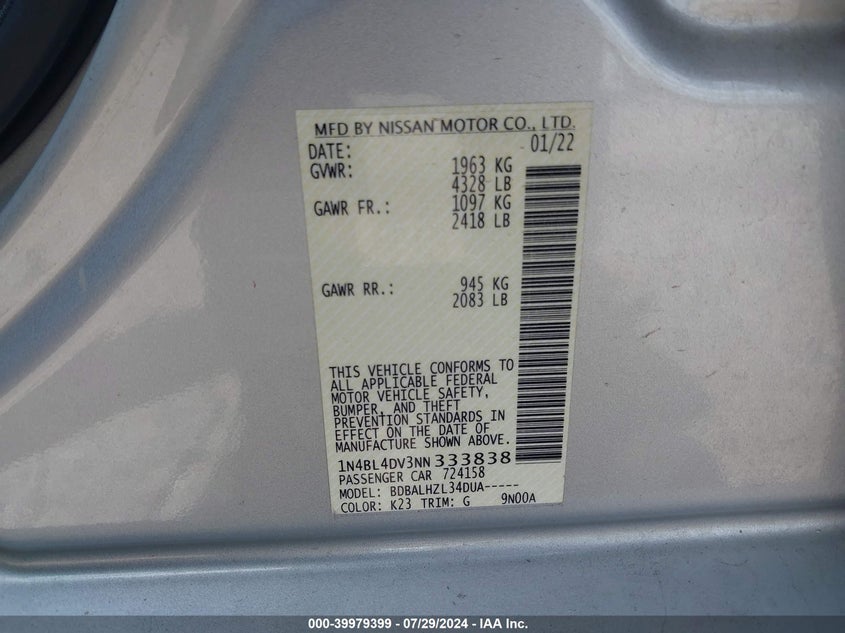 MFD BY NISSAN MOTOR CO., LTD.
DATE: 01/22
GVWR: 1963 KG
4328 LB
GAWR FR.: 1097 KG
2418 LB
GAWR RR.: 945 KG
2083 LB
THIS VEHICLE CONFORMS TO
ALL APPLICABLE FEDERAL
MOTOR VEHICLE SAFETY,
BUMPER, AND THEFT
PREVENTION STANDARDS IN
EFFECT ON THE DATE OF
MANUFACTURE SHOWN ABOVE.
1N4BL4DV3NN333838
PASSENGER CAR 724158
MODEL: BDBALHZL34DUA-----
COLOR: K23 TRIM: G 9N00A
000-39979399 / 07/29/2024 - IAA Inc.